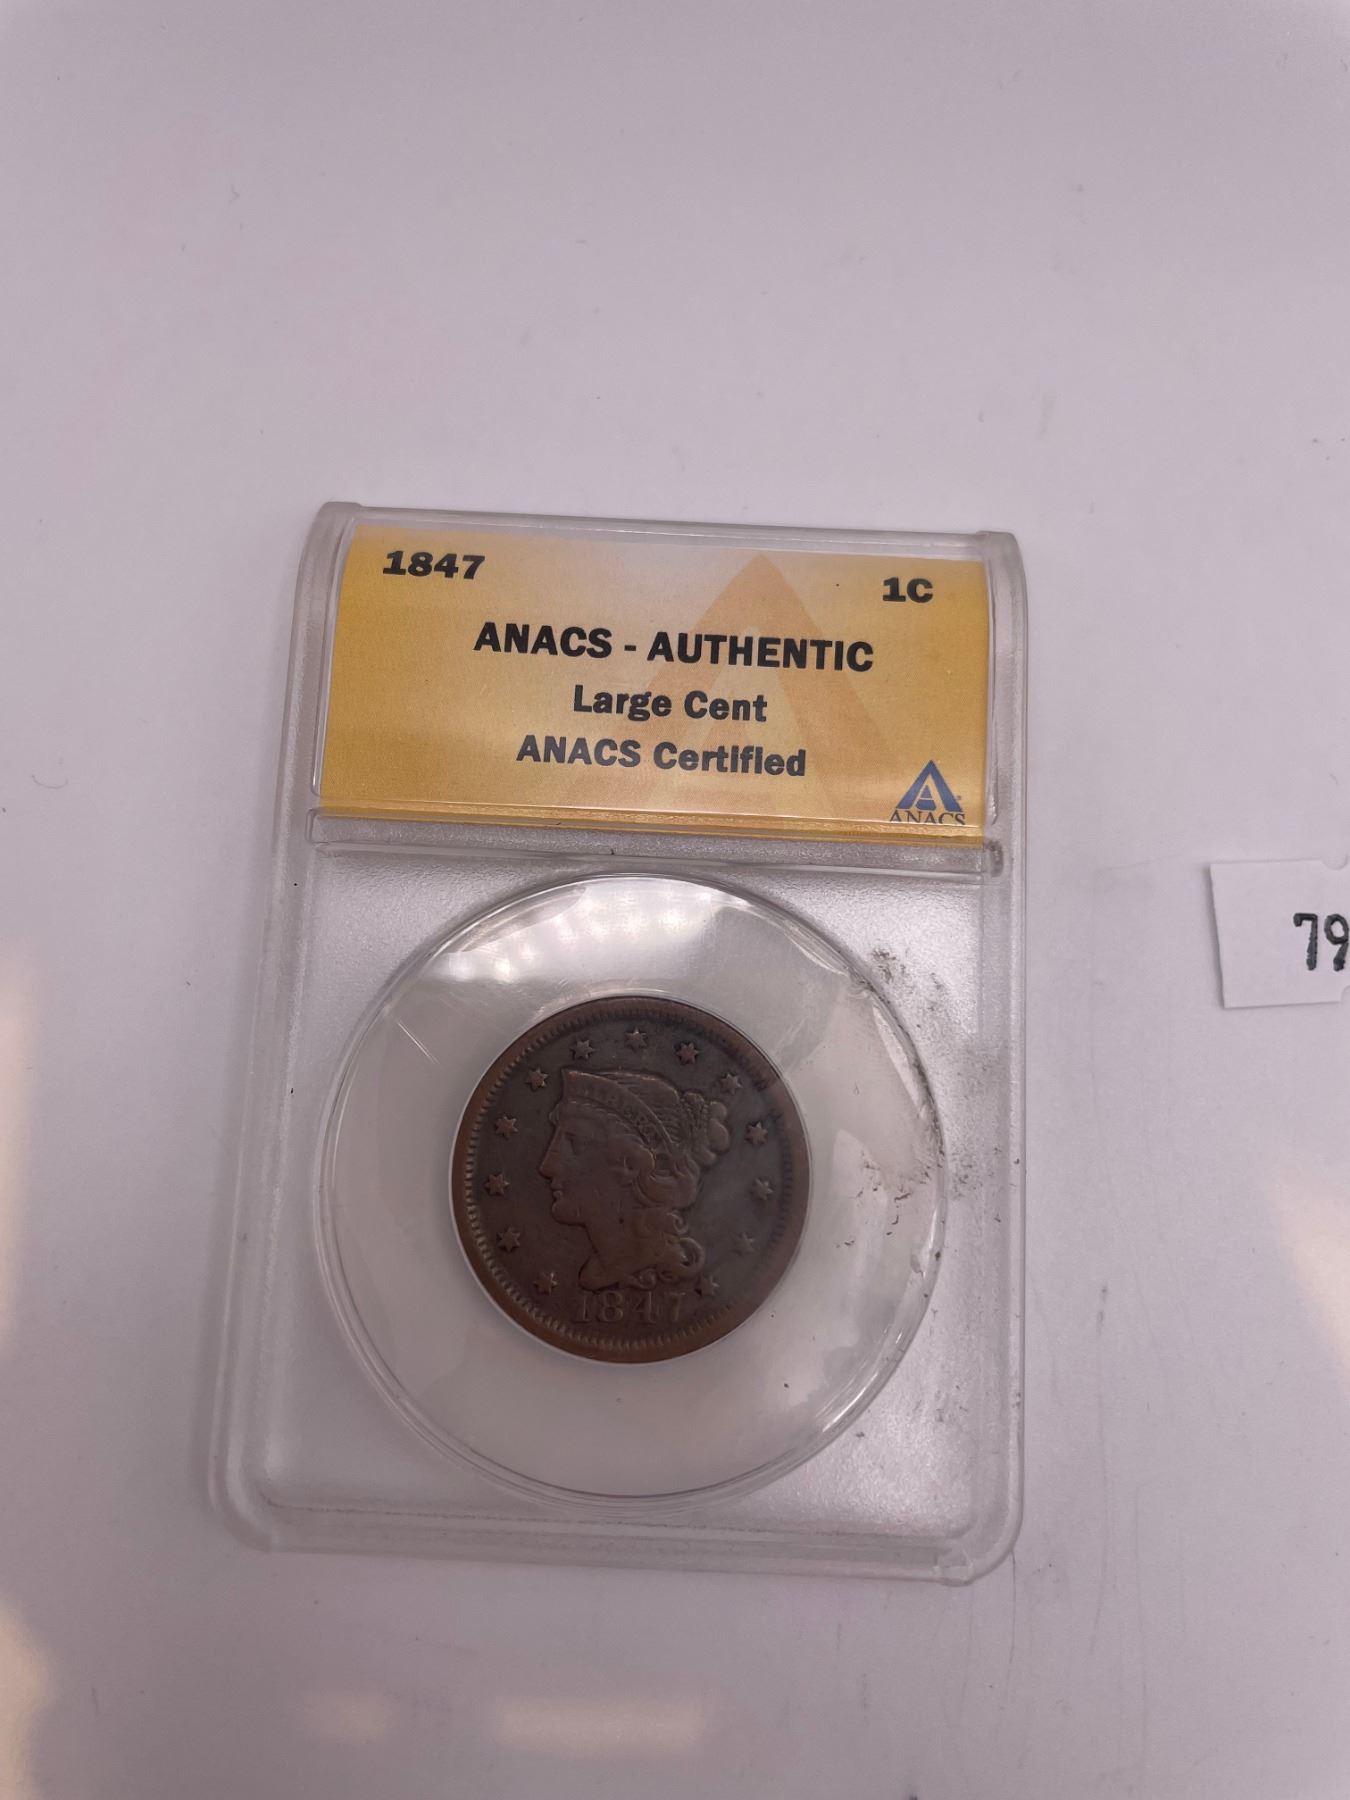 1847 1C
ANACS - AUTHENTIC
Large Cent
ANACS Certified
ANACS
79
1847